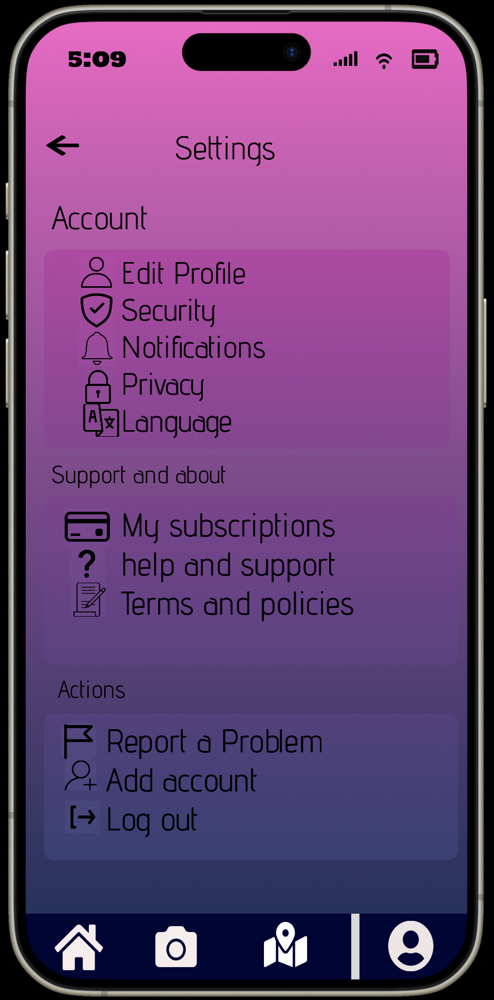 5:09
Settings
Account
Edit Profile
Security
Notifications
Privacy
A 文 Language
Support and about
My subscriptions
? help and support
Terms and policies
Actions
Report a Problem
Add account
Log out